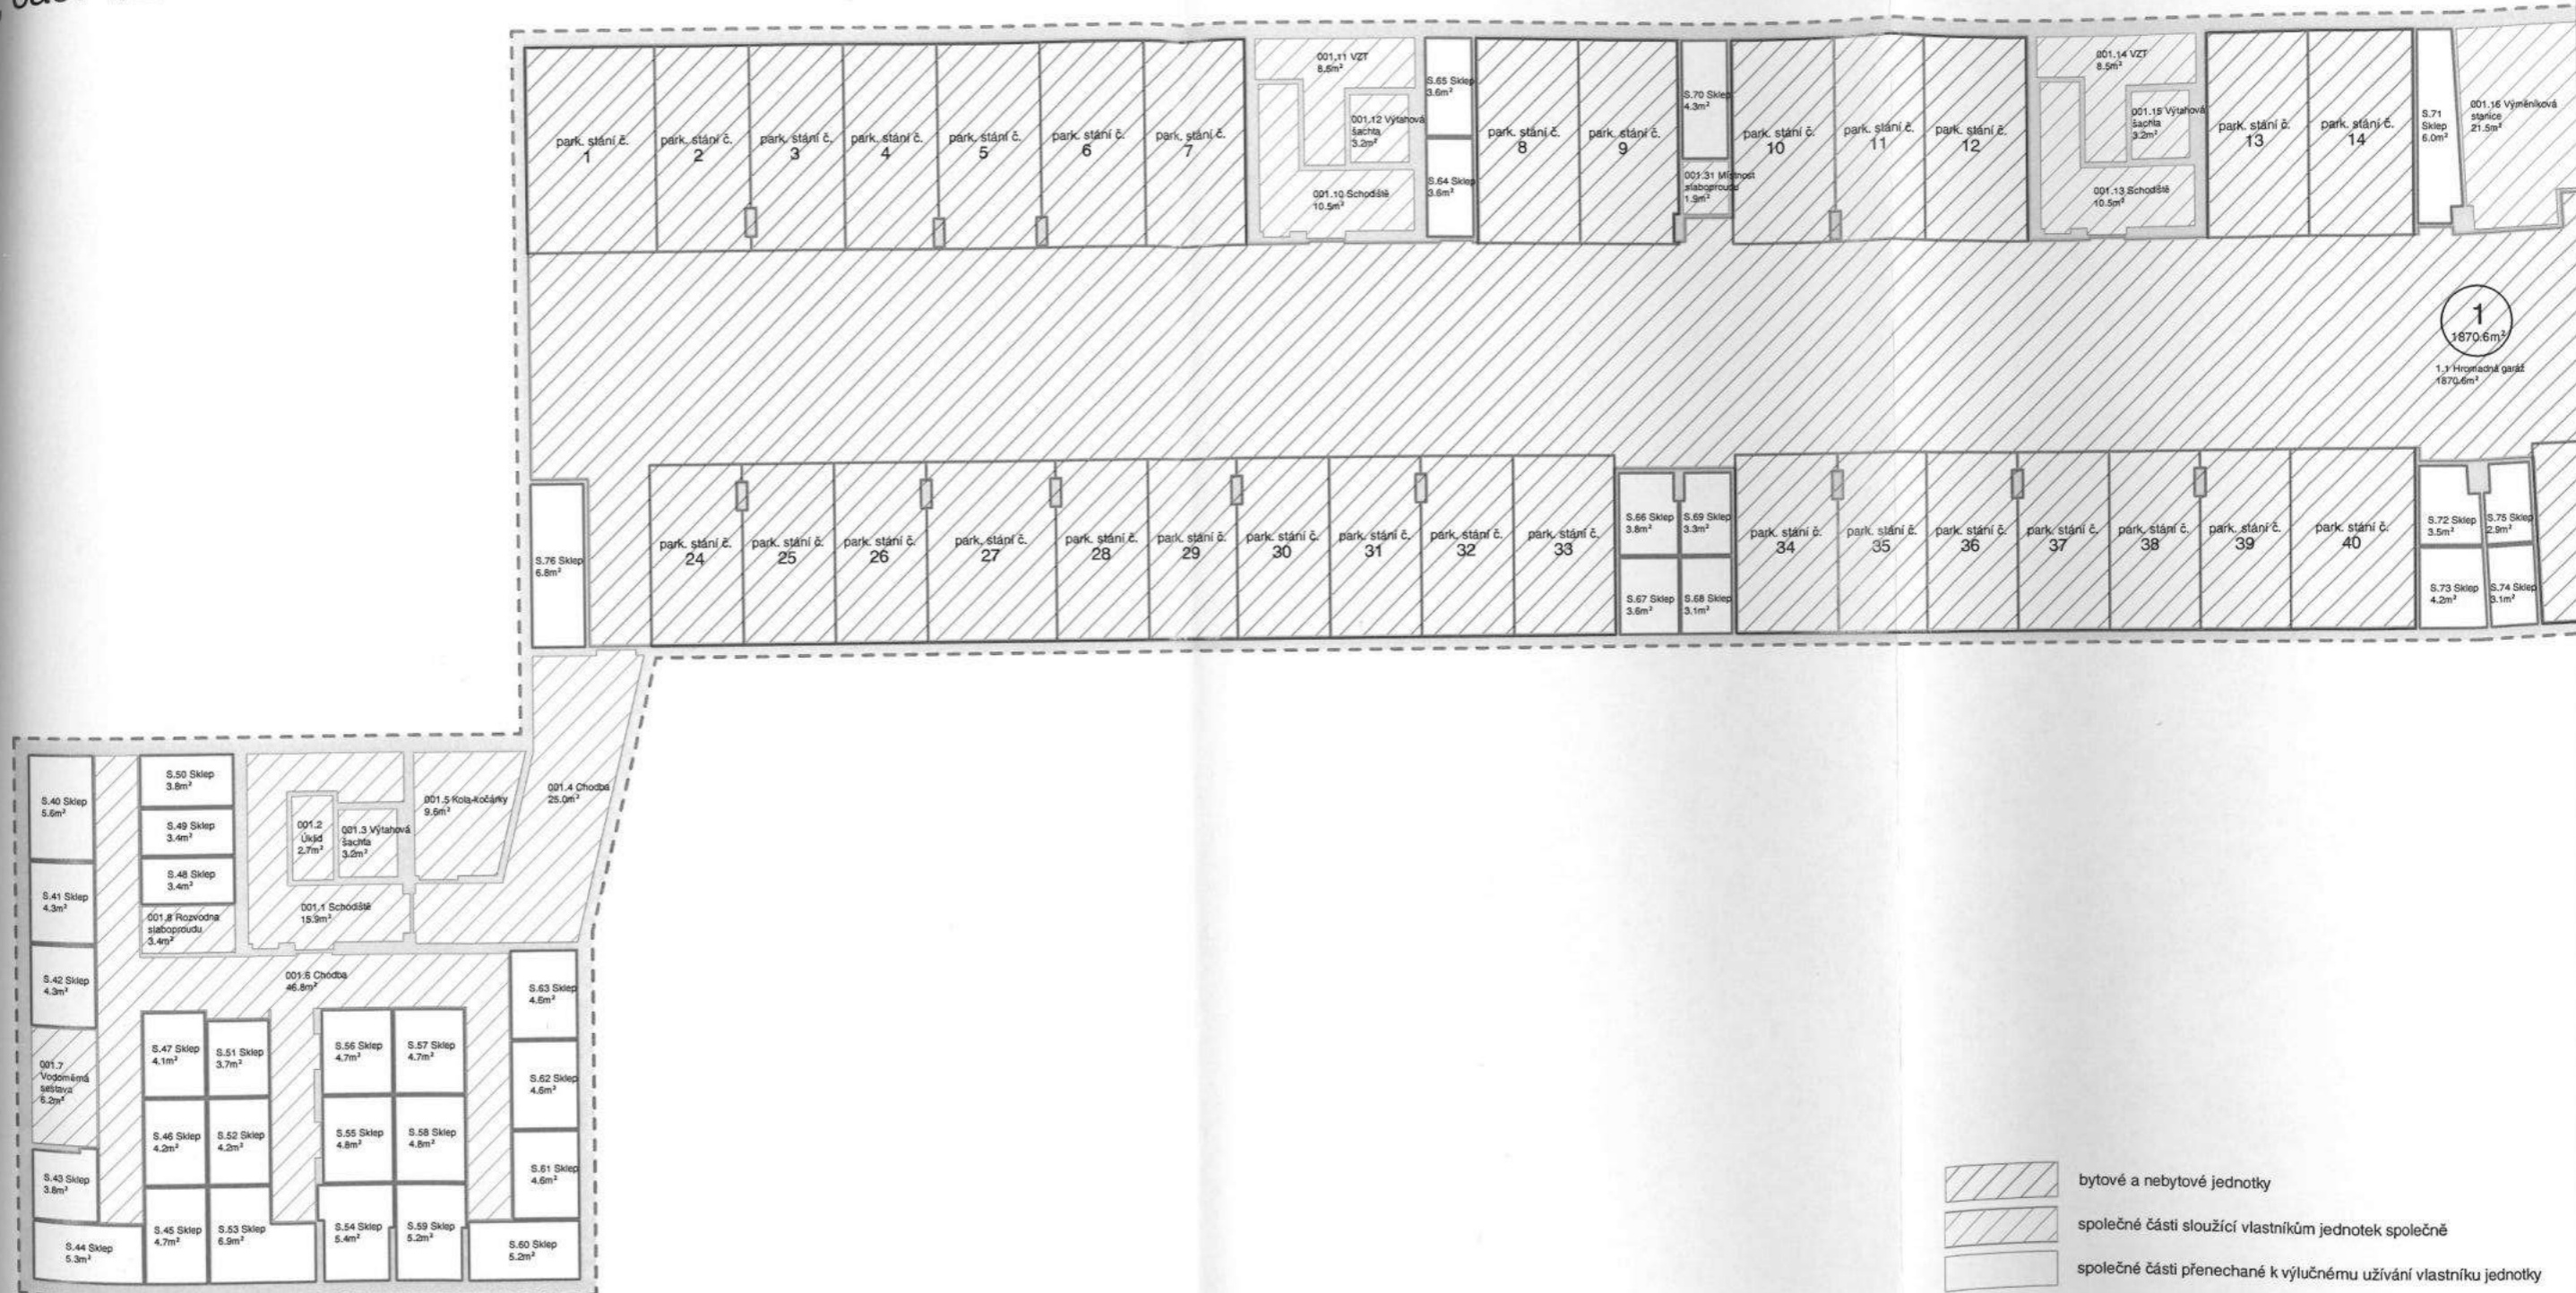 park. stání č.
1
park. stání č.
2
park. stání č.
3
park. stání č.
4
park. stání č.
5
park. stání č.
6
park. stání č.
7
001.11 VZT
8.5m²
001.12 Výtahová
šachta
3.2m²
001.10 Schodiště
10.5m²
S.65 Sklep
3.6m²
S.64 Sklep
3.6m²
park. stání č.
8
park. stání č.
9
S.70 Sklep
4.3m²
001.31 Místnost
slaboproudu
1.9m²
park. stání č.
10
park. stání č.
11
park. stání č.
12
001.14 VZT
8.5m²
001.15 Výtahová
šachta
3.2m²
001.13 Schodiště
10.5m²
park. stání č.
13
park. stání č.
14
S.71
Sklep
6.0m²
001.16 Výměníková
stanice
21.5m²
1
1870.6m²
1.1 Hromadná garáž
1870.6m²
S.76 Sklep
6.8m²
park. stání č.
24
park. stání č.
25
park. stání č.
26
park. stání č.
27
park. stání č.
28
park. stání č.
29
park. stání č.
30
park. stání č.
31
park. stání č.
32
park. stání č.
33
S.66 Sklep
3.8m²
S.69 Sklep
3.3m²
S.67 Sklep
3.6m²
S.68 Sklep
3.1m²
park. stání č.
34
park. stání č.
35
park. stání č.
36
park. stání č.
37
park. stání č.
38
park. stání č.
39
park. stání č.
40
S.72 Sklep
3.5m²
S.75 Sklep
2.9m²
S.73 Sklep
4.2m²
S.74 Sklep
3.1m²
S.40 Sklep
5.6m²
S.50 Sklep
3.8m²
S.49 Sklep
3.4m²
S.48 Sklep
3.4m²
001.8 Rozvodna
slaboproudu
3.4m²
001.2
Úklid
2.7m²
001.3 Výtahová
šachta
3.2m²
001.1 Schodiště
15.9m²
001.5 Kola-kočárky
9.6m²
001.4 Chodba
25.0m²
S.41 Sklep
4.3m²
S.42 Sklep
4.3m²
001.6 Chodba
46.8m²
001.7
Vodoměrná
sestava
6.2m²
S.43 Sklep
3.8m²
S.44 Sklep
5.3m²
S.47 Sklep
4.1m²
S.51 Sklep
3.7m²
S.46 Sklep
4.2m²
S.52 Sklep
4.2m²
S.45 Sklep
4.7m²
S.53 Sklep
6.9m²
S.56 Sklep
4.7m²
S.57 Sklep
4.7m²
S.55 Sklep
4.8m²
S.58 Sklep
4.8m²
S.54 Sklep
5.4m²
S.59 Sklep
5.2m²
S.63 Sklep
4.6m²
S.62 Sklep
4.6m²
S.61 Sklep
4.6m²
S.60 Sklep
5.2m²
bytové a nebytové jednotky
společné části sloužící vlastníkům jednotek společně
společné části přenechané k výlučnému užívání vlastníku jednotky